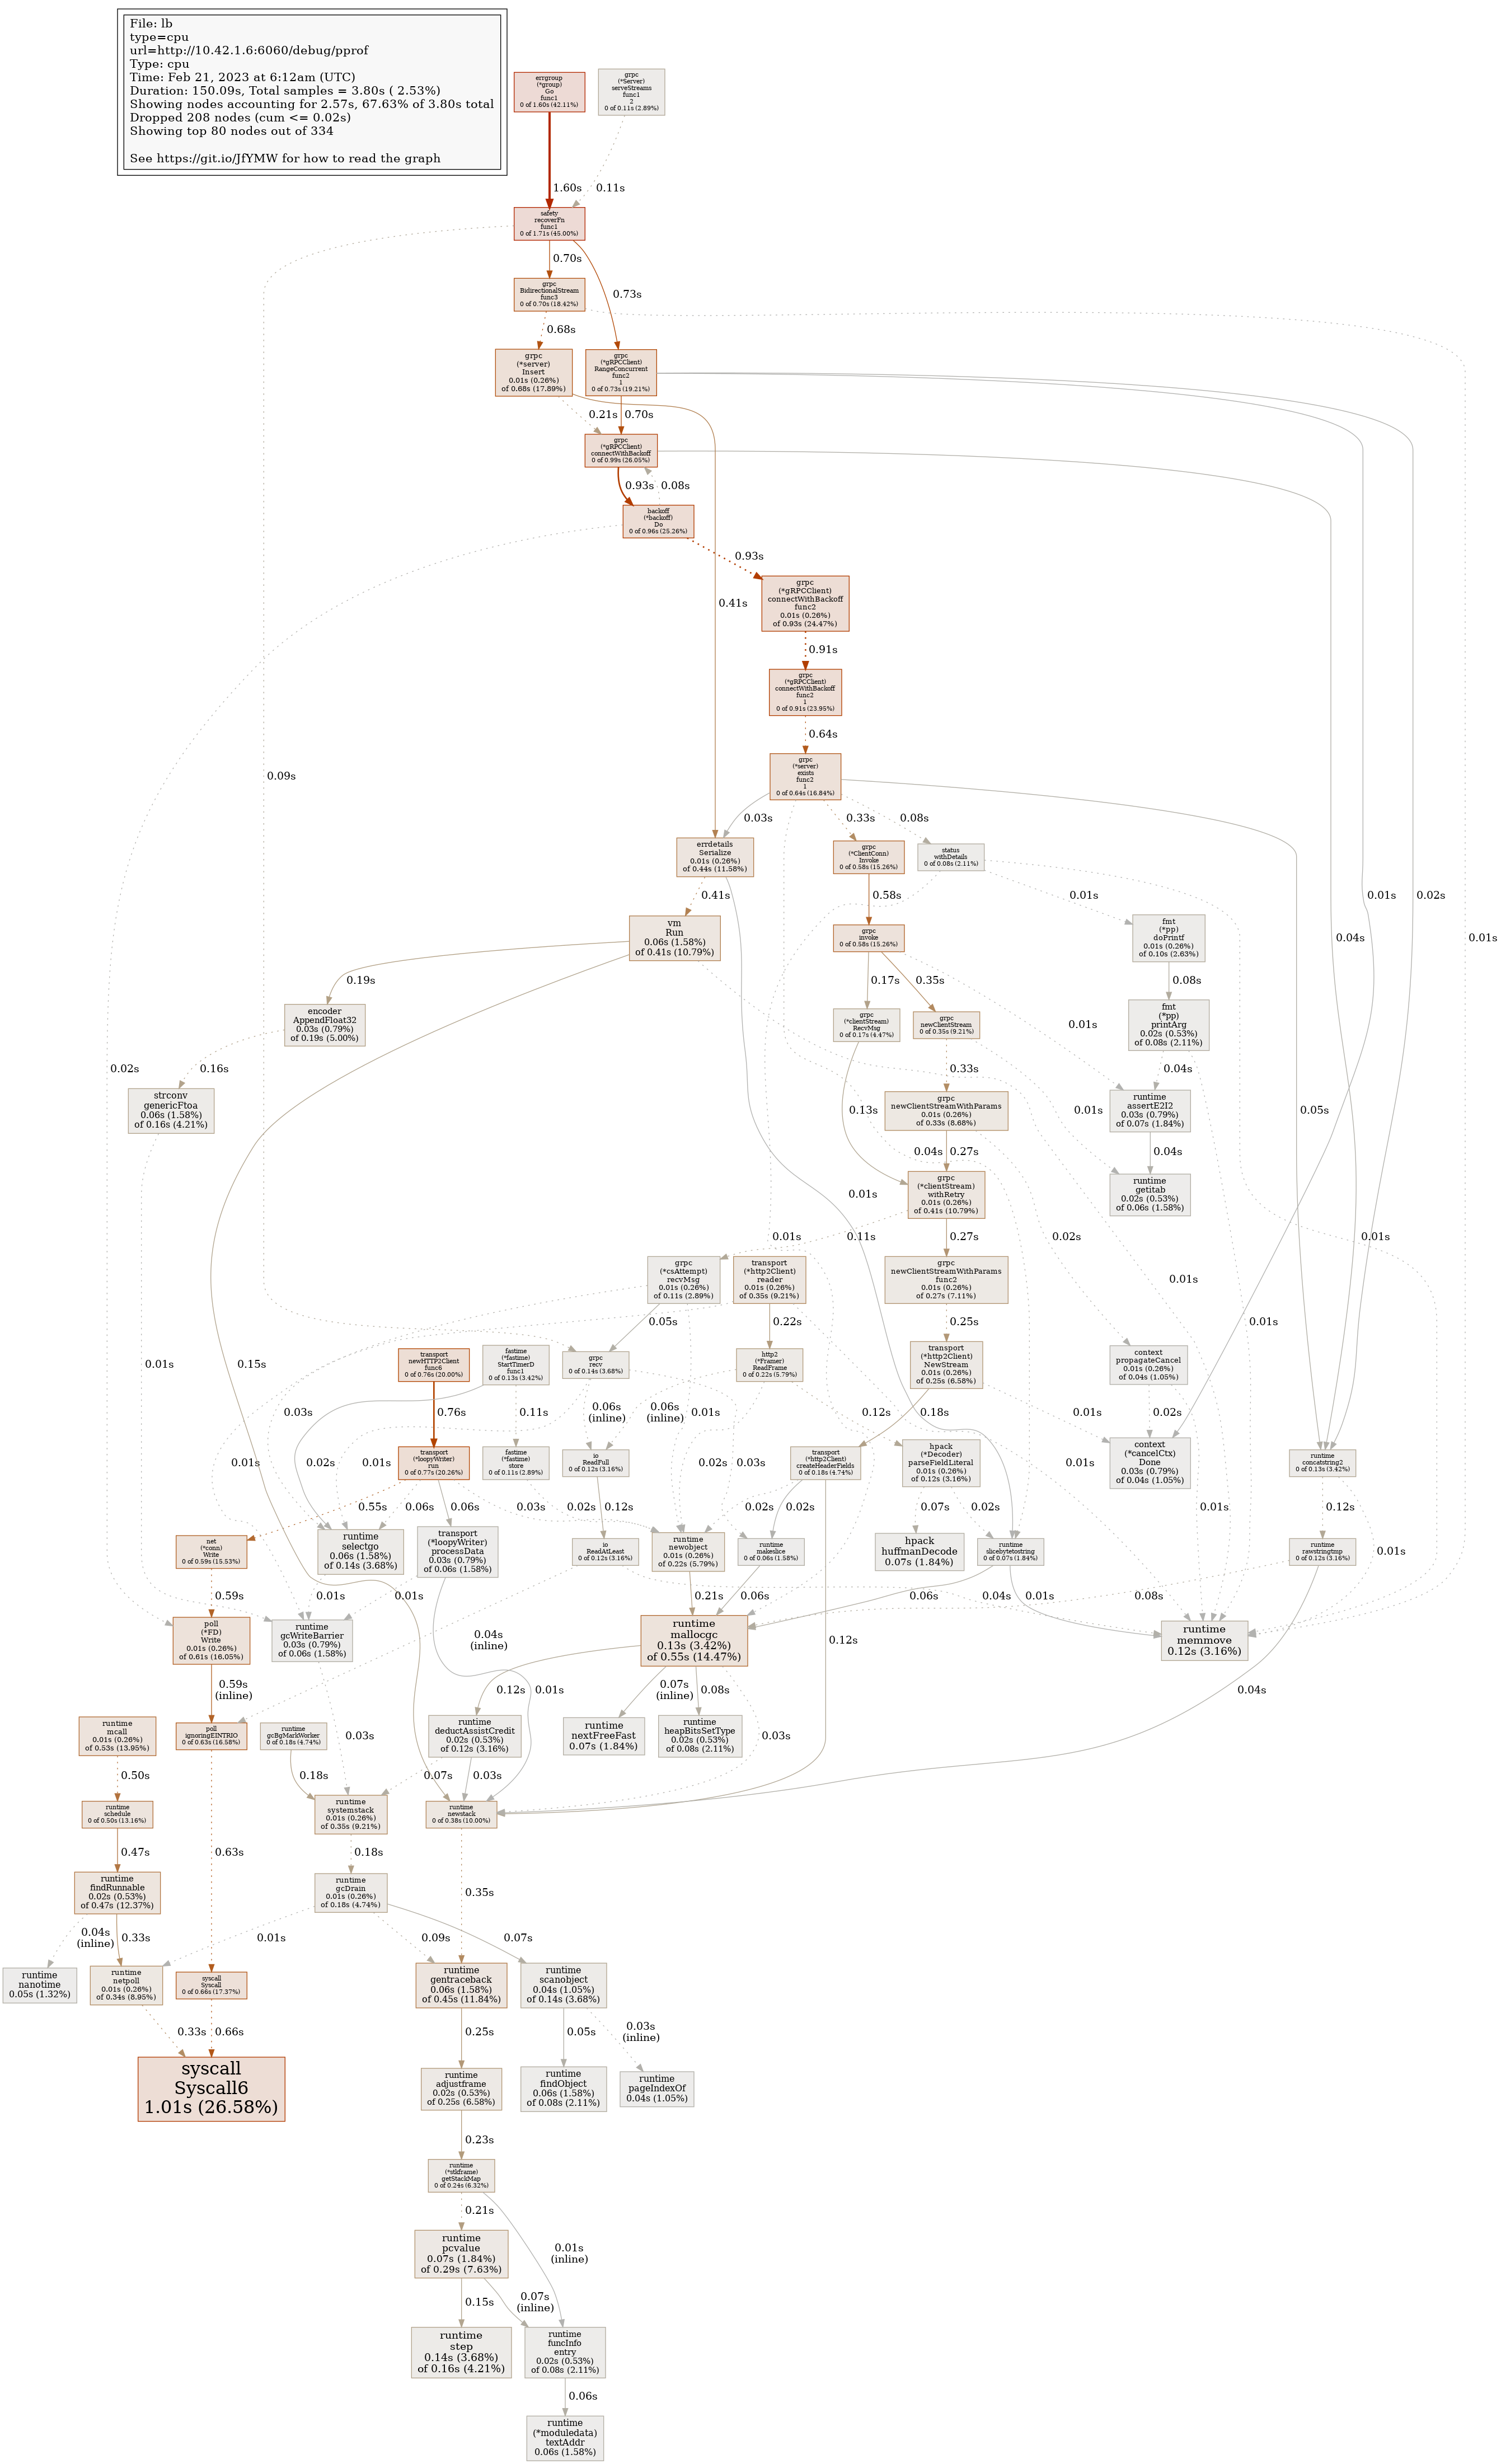 File: lb
type=cpu
url=http://10.42.1.6:6060/debug/pprof
Type: cpu
Time: Feb 21, 2023 at 6:12am (UTC)
Duration: 150.09s, Total samples = 3.80s ( 2.53%)
Showing nodes accounting for 2.57s, 67.63% of 3.80s total
Dropped 208 nodes (cum <= 0.02s)
Showing top 80 nodes out of 334
See https://git.io/JfYMW for how to read the graph
errgroup
(*group)
Go
func1
0 of 1.60s (42.11%)
grpc
(*Server)
serveStreams
func1
2
0 of 0.11s (2.89%)
1.60s
0.11s
safety
recoverFn
func1
0 of 1.71s (45.00%)
0.70s
0.73s
0.09s
grpc
BidirectionalStream
func3
0 of 0.70s (18.42%)
0.68s
0.01s
grpc
(*server)
Insert
0.01s (0.26%)
of 0.68s (17.89%)
grpc
(*gRPCClient)
RangeConcurrent
func2
1
0 of 0.73s (19.21%)
0.21s
0.70s
0.41s
0.01s
0.02s
grpc
(*gRPCClient)
connectWithBackoff
0 of 0.99s (26.05%)
0.93s
0.08s
0.04s
backoff
(*backoff)
Do
0 of 0.96s (25.26%)
0.93s
0.02s
grpc
(*gRPCClient)
connectWithBackoff
func2
0.01s (0.26%)
of 0.93s (24.47%)
0.91s
grpc
(*gRPCClient)
connectWithBackoff
func2
1
0 of 0.91s (23.95%)
0.64s
grpc
(*server)
exists
func2
1
0 of 0.64s (16.84%)
0.03s
0.33s
0.08s
0.05s
0.04s
errdetails
Serialize
0.01s (0.26%)
of 0.44s (11.58%)
0.41s
0.01s
grpc
(*ClientConn)
Invoke
0 of 0.58s (15.26%)
0.58s
status
withDetails
0 of 0.08s (2.11%)
0.01s
0.01s
0.01s
vm
Run
0.06s (1.58%)
of 0.41s (10.79%)
0.19s
0.15s
0.01s
grpc
invoke
0 of 0.58s (15.26%)
0.17s
0.35s
0.01s
fmt
(*pp)
doPrintf
0.01s (0.26%)
of 0.10s (2.63%)
0.08s
encoder
AppendFloat32
0.03s (0.79%)
of 0.19s (5.00%)
0.16s
grpc
(*clientStream)
RecvMsg
0 of 0.17s (4.47%)
0.13s
grpc
newClientStream
0 of 0.35s (9.21%)
0.33s
0.01s
fmt
(*pp)
printArg
0.02s (0.53%)
of 0.08s (2.11%)
0.04s
0.01s
strconv
genericFtoa
0.06s (1.58%)
of 0.16s (4.21%)
0.01s
grpc
newClientStreamWithParams
0.01s (0.26%)
of 0.33s (8.68%)
0.27s
0.02s
runtime
assertE2I2
0.03s (0.79%)
of 0.07s (1.84%)
0.04s
grpc
(*clientStream)
withRetry
0.01s (0.26%)
of 0.41s (10.79%)
0.11s
0.27s
runtime
getitab
0.02s (0.53%)
of 0.06s (1.58%)
grpc
(*csAttempt)
recvMsg
0.01s (0.26%)
of 0.11s (2.89%)
0.05s
0.01s
0.01s
transport
(*http2Client)
reader
0.01s (0.26%)
of 0.35s (9.21%)
0.22s
0.03s
0.01s
grpc
newClientStreamWithParams
func2
0.01s (0.26%)
of 0.27s (7.11%)
0.25s
transport
newHTTP2Client
func6
0 of 0.76s (20.00%)
0.76s
fastime
(*fastime)
StartTimerD
func1
0 of 0.13s (3.42%)
0.02s
0.11s
grpc
recv
0 of 0.14s (3.68%)
0.06s
(inline)
0.01s
0.02s
http2
(*Framer)
ReadFrame
0 of 0.22s (5.79%)
0.06s
(inline)
0.03s
0.12s
transport
(*http2Client)
NewStream
0.01s (0.26%)
of 0.25s (6.58%)
0.18s
0.01s
context
propagateCancel
0.01s (0.26%)
of 0.04s (1.05%)
0.02s
0.01s
transport
(*loopyWriter)
run
0 of 0.77s (20.26%)
0.55s
0.06s
0.06s
0.03s
fastime
(*fastime)
store
0 of 0.11s (2.89%)
0.02s
io
ReadFull
0 of 0.12s (3.16%)
0.12s
transport
(*http2Client)
createHeaderFields
0 of 0.18s (4.74%)
0.02s
0.02s
0.12s
hpack
(*Decoder)
parseFieldLiteral
0.01s (0.26%)
of 0.12s (3.16%)
0.07s
0.02s
context
(*cancelCtx)
Done
0.03s (0.79%)
of 0.04s (1.05%)
runtime
concatstring2
0 of 0.13s (3.42%)
0.12s
0.01s
net
(*conn)
Write
0 of 0.59s (15.53%)
0.59s
runtime
selectgo
0.06s (1.58%)
of 0.14s (3.68%)
0.01s
transport
(*loopyWriter)
processData
0.03s (0.79%)
of 0.06s (1.58%)
0.01s
0.01s
io
ReadAtLeast
0 of 0.12s (3.16%)
0.04s
(inline)
0.04s
runtime
newobject
0.01s (0.26%)
of 0.22s (5.79%)
0.21s
runtime
makeslice
0 of 0.06s (1.58%)
0.06s
hpack
huffmanDecode
0.07s (1.84%)
runtime
slicebytetostring
0 of 0.07s (1.84%)
0.06s
0.01s
runtime
rawstringtmp
0 of 0.12s (3.16%)
0.08s
0.04s
poll
(*FD)
Write
0.01s (0.26%)
of 0.61s (16.05%)
0.59s
(inline)
runtime
gcWriteBarrier
0.03s (0.79%)
of 0.06s (1.58%)
0.03s
runtime
mallocgc
0.13s (3.42%)
of 0.55s (14.47%)
0.12s
0.07s
(inline)
0.08s
0.03s
runtime
memmove
0.12s (3.16%)
runtime
mcall
0.01s (0.26%)
of 0.53s (13.95%)
0.50s
poll
ignoringEINTRIO
0 of 0.63s (16.58%)
0.63s
runtime
gcBgMarkWorker
0 of 0.18s (4.74%)
0.18s
runtime
deductAssistCredit
0.02s (0.53%)
of 0.12s (3.16%)
0.07s
0.03s
runtime
nextFreeFast
0.07s (1.84%)
runtime
heapBitsSetType
0.02s (0.53%)
of 0.08s (2.11%)
runtime
schedule
0 of 0.50s (13.16%)
0.47s
runtime
systemstack
0.01s (0.26%)
of 0.35s (9.21%)
0.18s
runtime
newstack
0 of 0.38s (10.00%)
0.35s
runtime
findRunnable
0.02s (0.53%)
of 0.47s (12.37%)
0.04s
(inline)
0.33s
runtime
gcDrain
0.01s (0.26%)
of 0.18s (4.74%)
0.01s
0.09s
0.07s
runtime
nanotime
0.05s (1.32%)
runtime
netpoll
0.01s (0.26%)
of 0.34s (8.95%)
0.33s
syscall
Syscall
0 of 0.66s (17.37%)
0.66s
runtime
gentraceback
0.06s (1.58%)
of 0.45s (11.84%)
0.25s
runtime
scanobject
0.04s (1.05%)
of 0.14s (3.68%)
0.05s
0.03s
(inline)
syscall
Syscall6
1.01s (26.58%)
runtime
adjustframe
0.02s (0.53%)
of 0.25s (6.58%)
0.23s
runtime
findObject
0.06s (1.58%)
of 0.08s (2.11%)
runtime
pageIndexOf
0.04s (1.05%)
runtime
(*stkframe)
getStackMap
0 of 0.24s (6.32%)
0.21s
0.01s
(inline)
runtime
pcvalue
0.07s (1.84%)
of 0.29s (7.63%)
0.15s
0.07s
(inline)
runtime
step
0.14s (3.68%)
of 0.16s (4.21%)
runtime
funcInfo
entry
0.02s (0.53%)
of 0.08s (2.11%)
0.06s
runtime
(*moduledata)
textAddr
0.06s (1.58%)